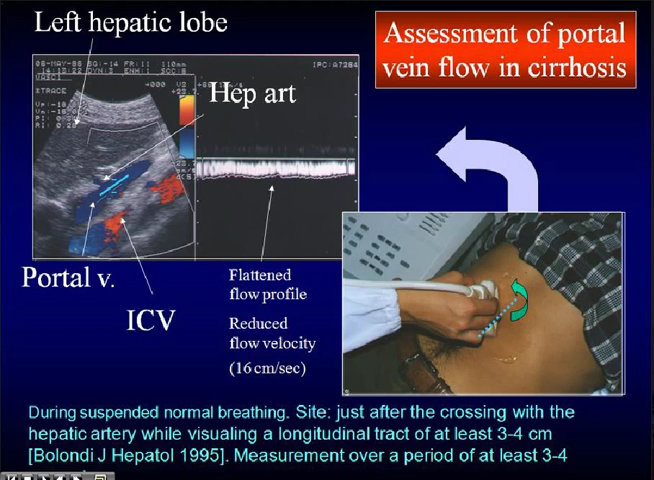 Left hepatic lobe
Assessment of portal
vein flow in cirrhosis
Hep art
Portal v.
ICV
Flattened
flow profile
Reduced
flow velocity
(16 cm/sec)
During suspended normal breathing. Site: just after the crossing with the
hepatic artery while visualing a longitudinal tract of at least 3-4 cm
[Bolondi J Hepatol 1995]. Measurement over a period of at least 3-4